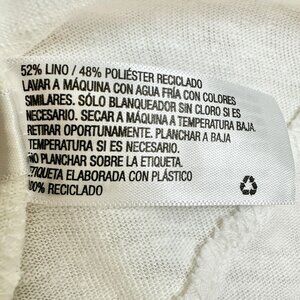 52% LINO / 48% POLIÉSTER RECICLADO
LAVAR A MÁQUINA CON AGUA FRÍA CON COLORES
SIMILARES. SÓLO BLANQUEADOR SIN CLORO SI ES
NECESARIO. SECAR A MÁQUINA A TEMPERATURA BAJA.
RETIRAR OPORTUNAMENTE. PLANCHAR A BAJA
TEMPERATURA SI ES NECESARIO.
NO PLANCHAR SOBRE LA ETIQUETA.
ETIQUETA ELABORADA CON PLÁSTICO
100% RECICLADO